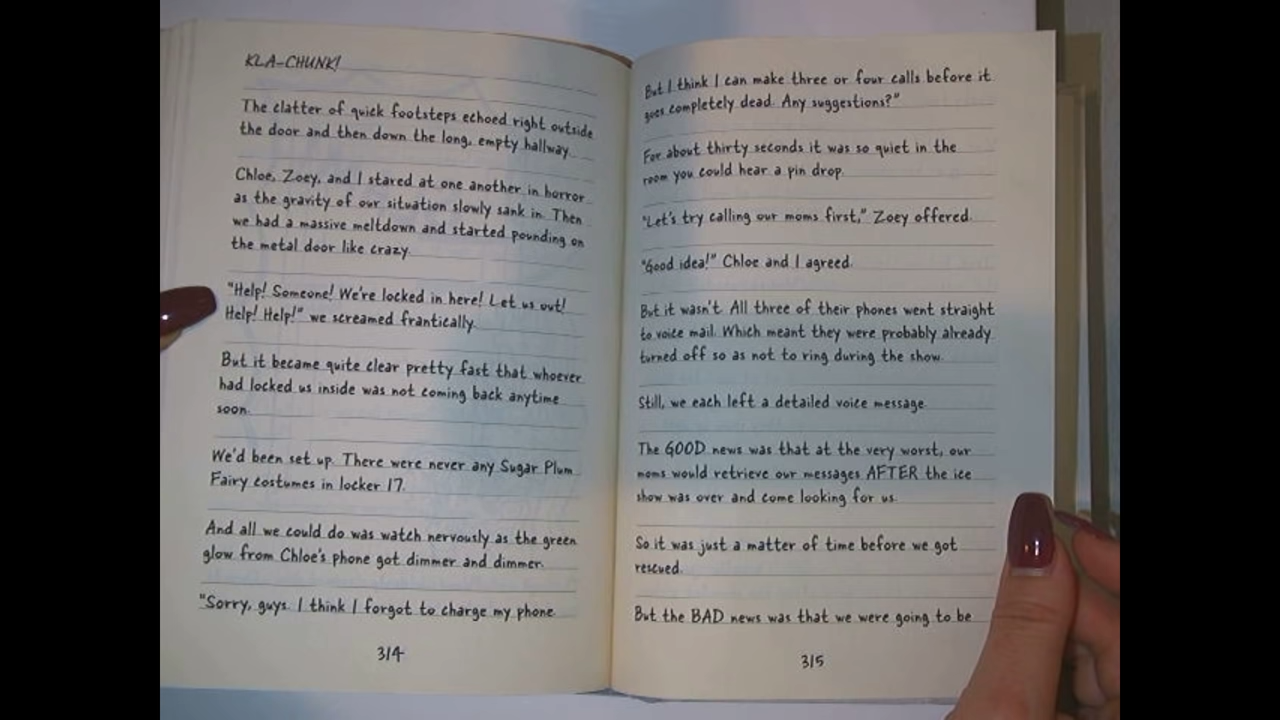 KLA-CHUNK!
The clatter of quick footsteps echoed right outside
the door and then down the long, empty hallway.
Chloe, Zoey, and I stared at one another in horror
as the gravity of our situation slowly sank in. Then
we had a massive meltdown and started pounding on
the metal door like crazy.
"Help! Someone! We're locked in here! Let us out!
Help! Help!" we screamed frantically.
But it became quite clear pretty fast that whoever
had locked us inside was not coming back anytime
soon.
We'd been set up. There were never any Sugar Plum
Fairy costumes in locker 17.
And all we could do was watch nervously as the green
glow from Chloe's phone got dimmer and dimmer.
"Sorry, guys. I think I forgot to charge my phone.
314
But I think I can make three or four calls before it
goes completely dead. Any suggestions?"
For about thirty seconds it was so quiet in the
room you could hear a pin drop.
"Let's try calling our moms first," Zoey offered.
"Good idea!" Chloe and I agreed.
But it wasn't. All three of their phones went straight
to voice mail. Which meant they were probably already
turned off so as not to ring during the show.
Still, we each left a detailed voice message.
The GOOD news was that at the very worst, our
moms would retrieve our messages AFTER the ice
show was over and come looking for us.
So it was just a matter of time before we got
rescued.
But the BAD news was that we were going to be
315